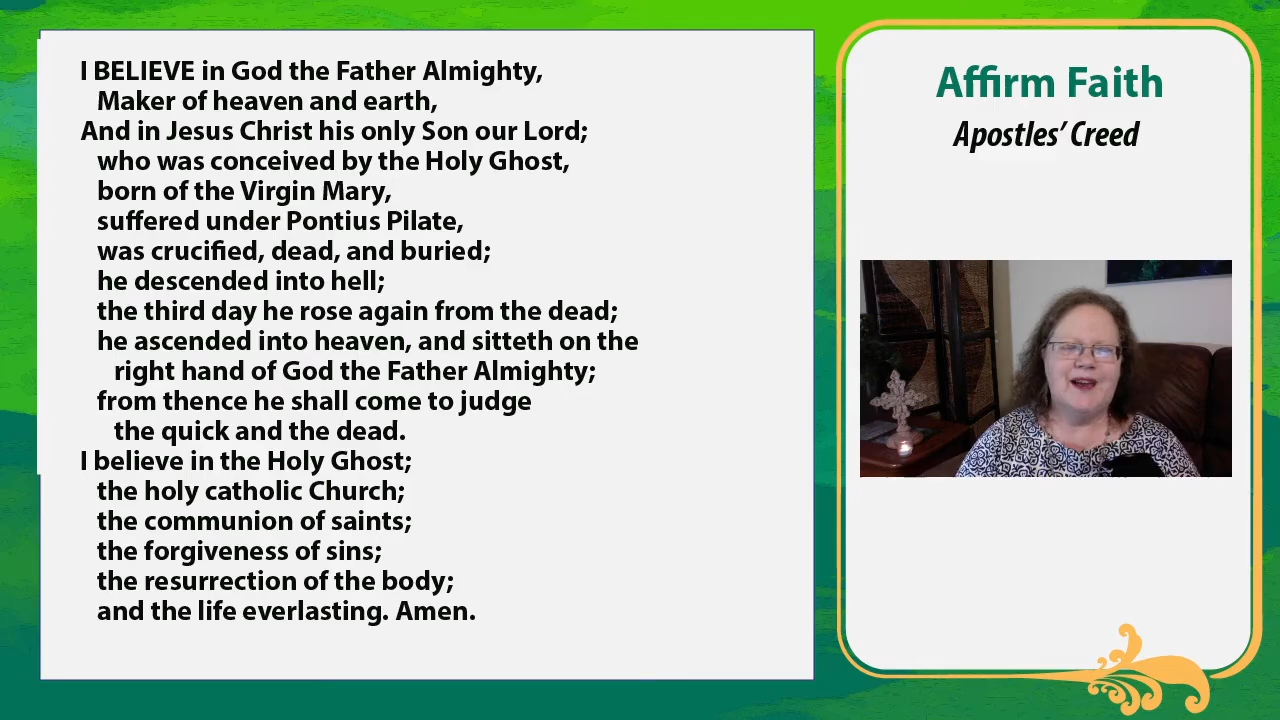 I BELIEVE in God the Father Almighty,
Maker of heaven and earth,
And in Jesus Christ his only Son our Lord;
who was conceived by the Holy Ghost,
born of the Virgin Mary,
suffered under Pontius Pilate,
was crucified, dead, and buried;
he descended into hell;
the third day he rose again from the dead;
he ascended into heaven, and sitteth on the
right hand of God the Father Almighty;
from thence he shall come to judge
the quick and the dead.
I believe in the Holy Ghost;
the holy catholic Church;
the communion of saints;
the forgiveness of sins;
the resurrection of the body;
and the life everlasting. Amen.
Affirm Faith
Apostles’ Creed